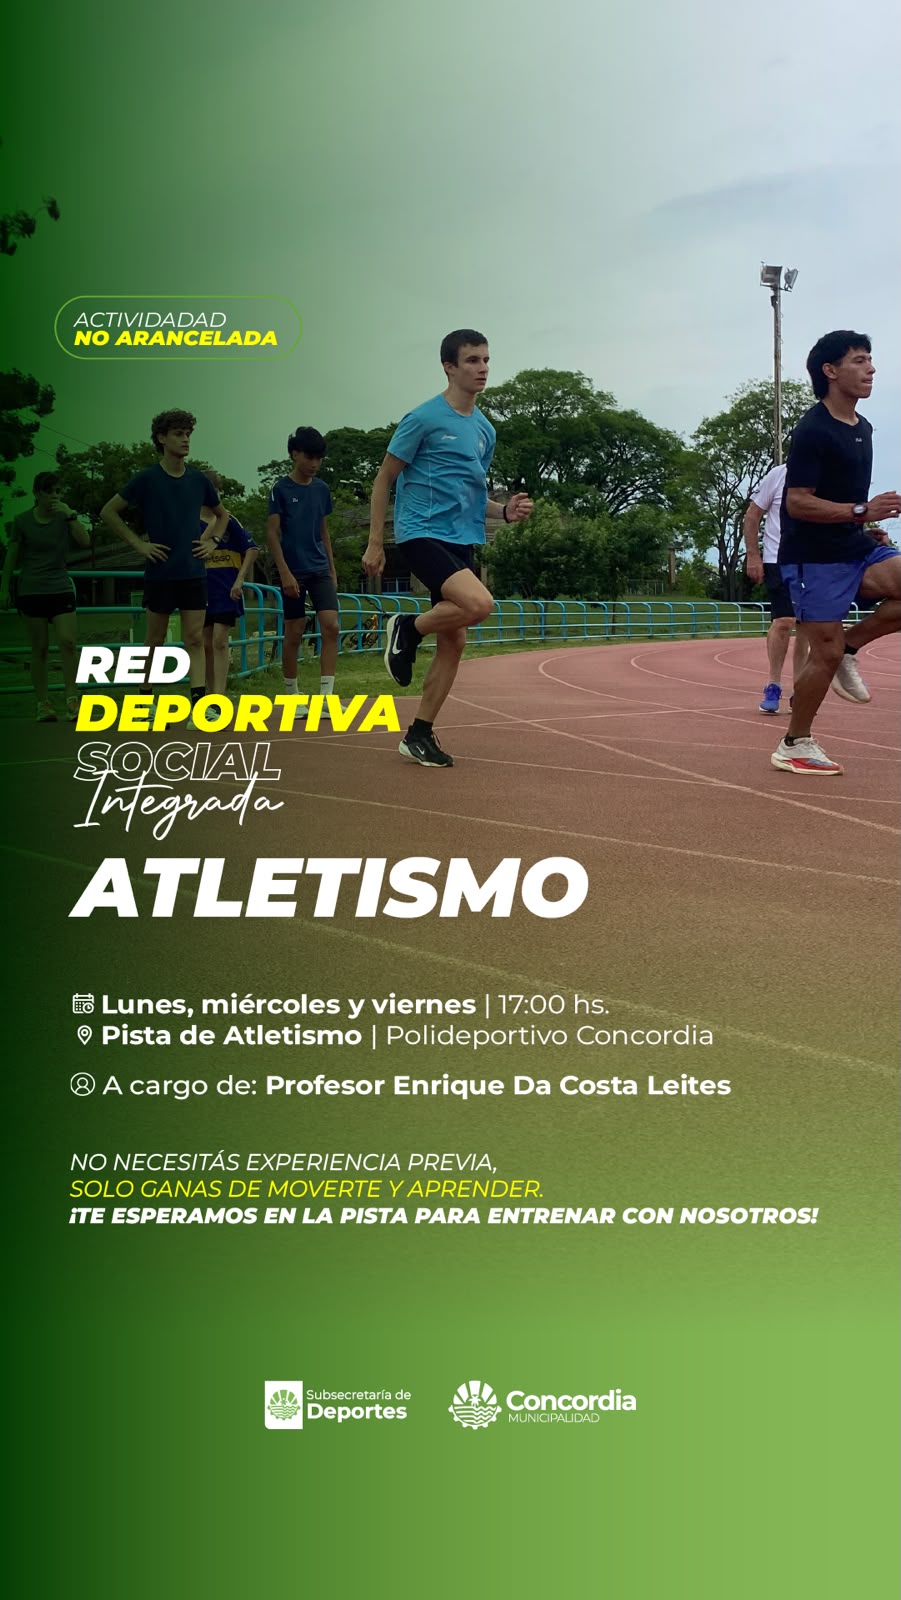 ACTIVIDADAD
NO ARANCELADA
RED
DEPORTIVA
SOCIAL
Integrada
ATLETISMO
Lunes, miércoles y viernes | 17:00 hs.
Pista de Atletismo | Polideportivo Concordia
A cargo de: Profesor Enrique Da Costa Leites
NO NECESITÁS EXPERIENCIA PREVIA,
SOLO GANAS DE MOVERTE Y APRENDER.
¡TE ESPERAMOS EN LA PISTA PARA ENTRENAR CON NOSOTROS!
Subsecretaría de
Deportes
Concordia
MUNICIPALIDAD